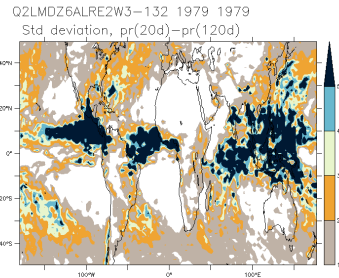 Q2LMDZ6ALRE2W3-132 1979 1979
Std deviation, pr(20d)-pr(120d)
40°N
20°N
0°
20°S
40°S
100°W
0°
100°E
5
4
3
2
1